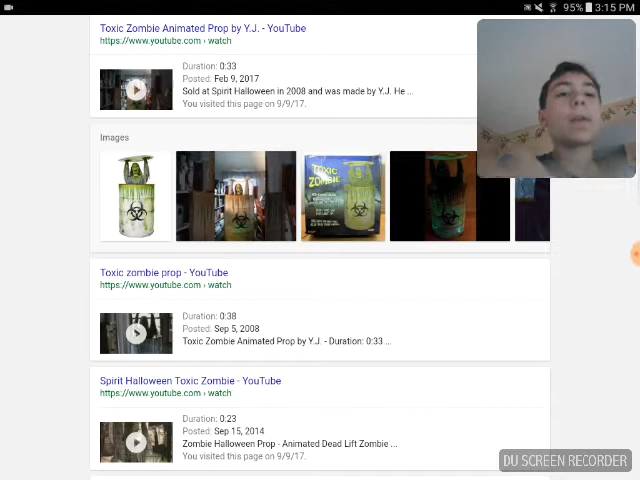 95% 3:15 PM
Toxic Zombie Animated Prop by Y.J. - YouTube
https://www.youtube.com › watch
Duration: 0:33
Posted: Feb 9, 2017
Sold at Spirit Halloween in 2008 and was made by Y.J. He ...
You visited this page on 9/9/17.
Images
TOXIC
ZOMBIE
Toxic zombie prop - YouTube
https://www.youtube.com › watch
Duration: 0:38
Posted: Sep 5, 2008
Toxic Zombie Animated Prop by Y.J. - Duration: 0:33 ...
Spirit Halloween Toxic Zombie - YouTube
https://www.youtube.com › watch
Duration: 0:23
Posted: Sep 15, 2014
Zombie Halloween Prop - Animated Dead Lift Zombie ...
You visited this page on 9/9/17.
DU SCREEN RECORDER